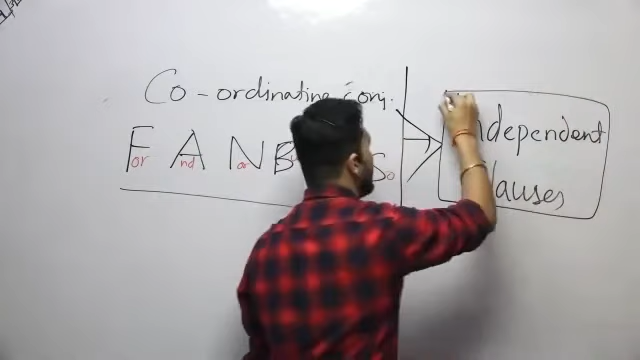 Co-ordinating Conj.
For And Nor B So
Independent
Clauses